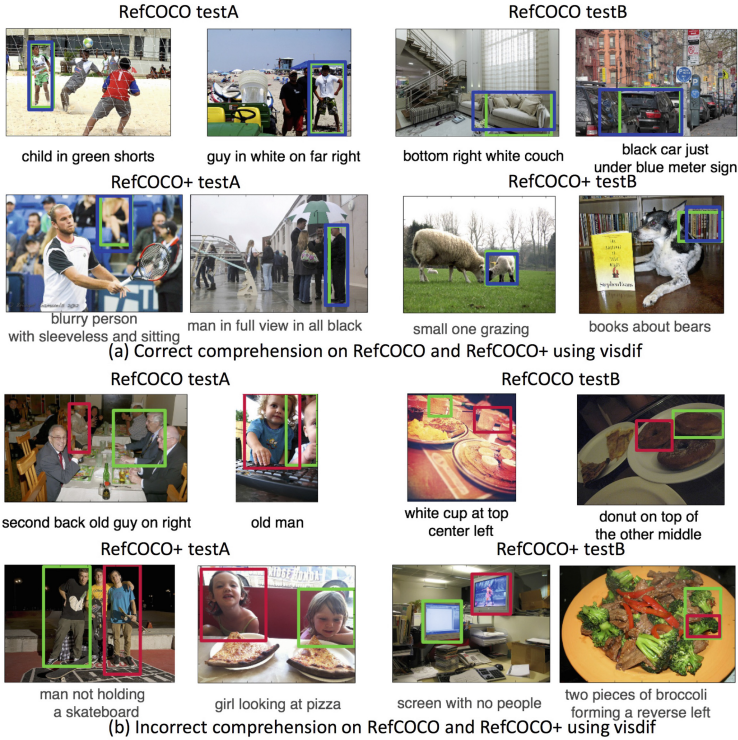 RefCOCO testA
RefCOCO testB
child in green shorts
guy in white on far right
bottom right white couch
black car just
under blue meter sign
RefCOCO+ testA
RefCOCO+ testB
blurry person
with sleeveless and sitting
man in full view in all black
small one grazing
books about bears
(a) Correct comprehension on RefCOCO and RefCOCO+ using visdif
RefCOCO testA
RefCOCO testB
second back old guy on right
old man
white cup at top
center left
donut on top of
the other middle
RefCOCO+ testA
RefCOCO+ testB
man not holding
a skateboard
girl looking at pizza
screen with no people
two pieces of broccoli
forming a reverse left
(b) Incorrect comprehension on RefCOCO and RefCOCO+ using visdif